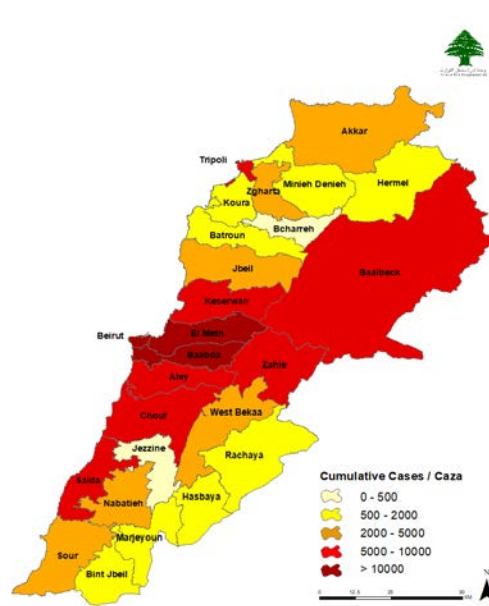 Akkar
Tripoli
Zgharta
Minieh Denieh
Hermel
Koura
Bcharreh
Batroun
Baalbeck
Jbeil
Keserwan
Beirut
El Metn
Baabda
Zahle
Aley
Chouf
West Bekaa
Jezzine
Rachaya
Saida
Nabatieh
Hasbaya
Marjeyoun
Sour
Bint Jbeil
Cumulative Cases / Caza
0 - 500
500 - 2000
2000 - 5000
5000 - 10000
> 10000
N